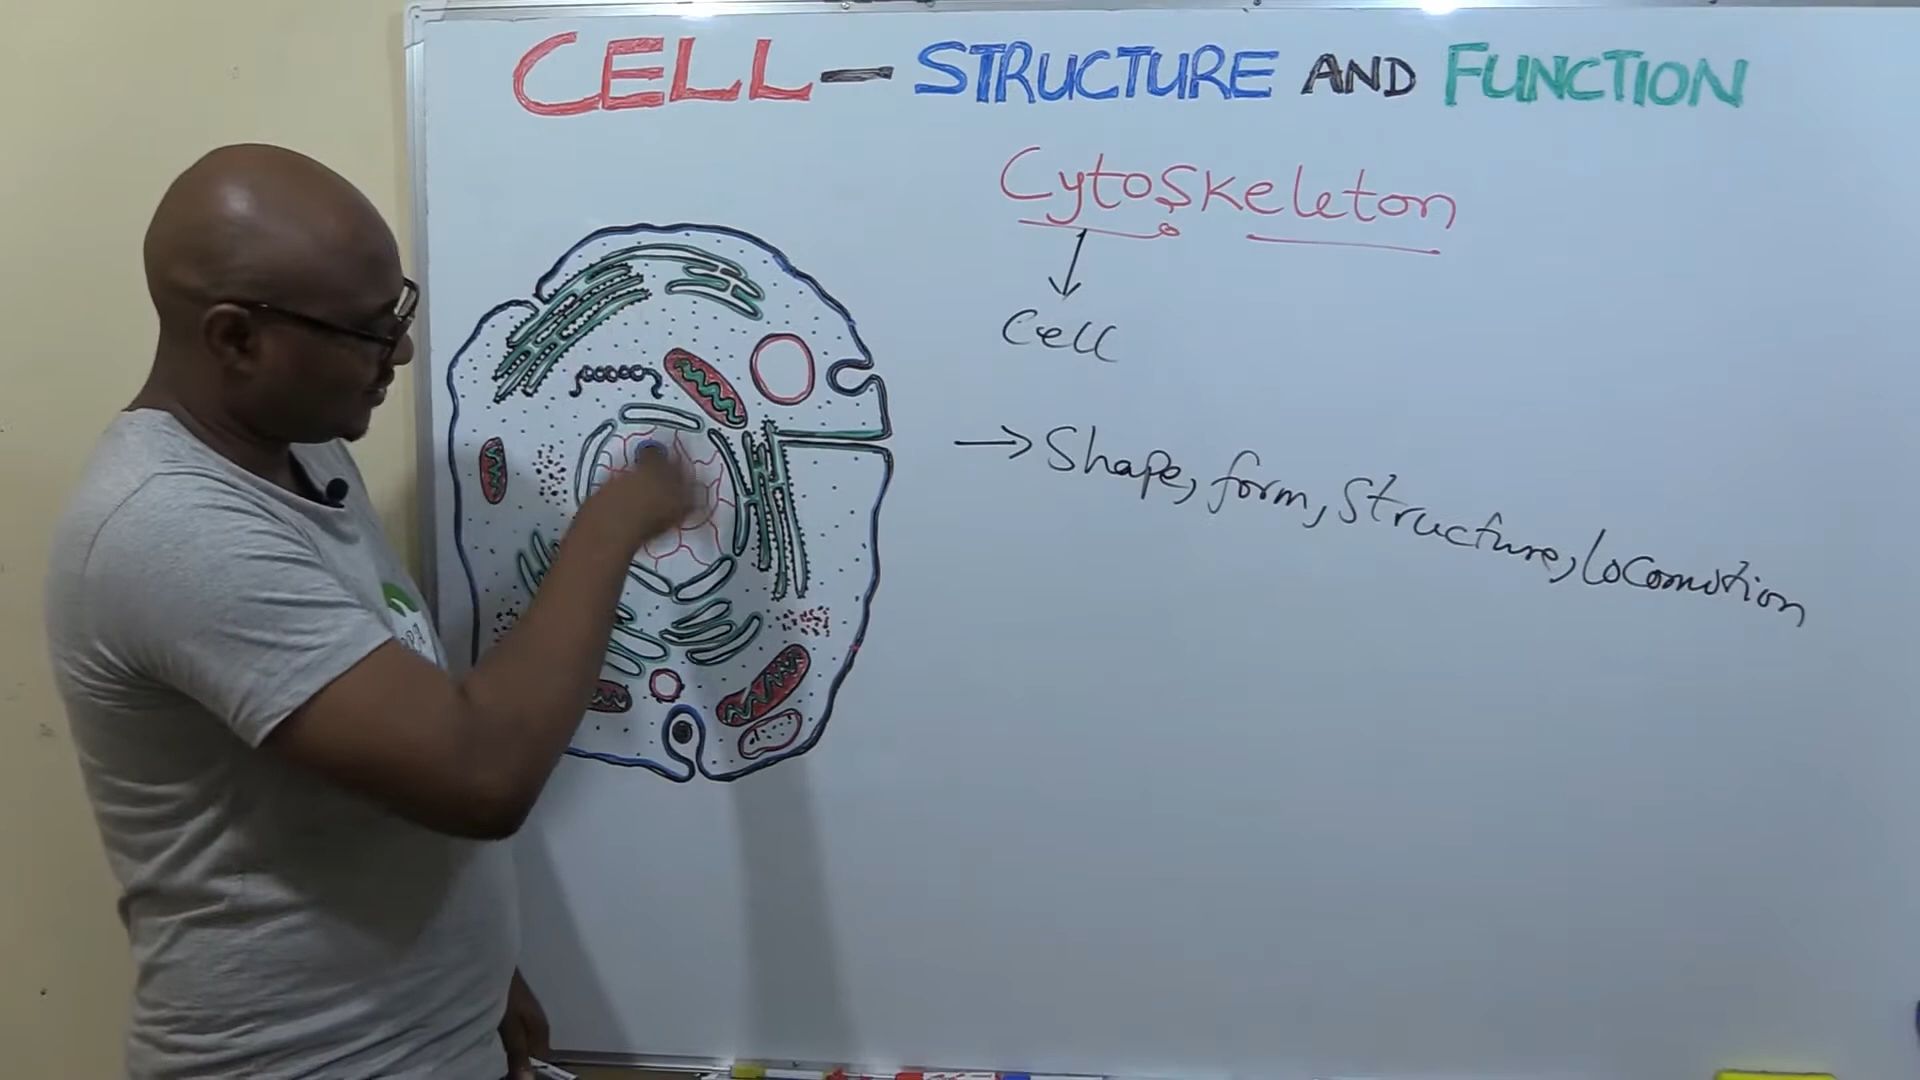 CELL — STRUCTURE AND FUNCTION
Cytoskeleton
Cell
→ Shape, form, Structure, locomotion